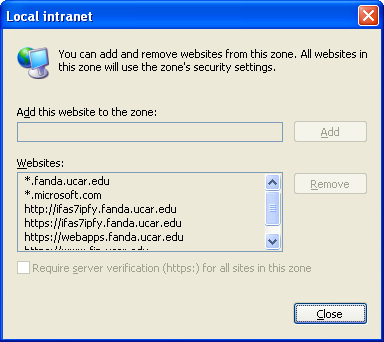 Local intranet
You can add and remove websites from this zone. All websites in
this zone will use the zone's security settings.
Add this website to the zone:
Add
Websites:
*.fanda.ucar.edu
*.microsoft.com
http://ifas7ipfy.fanda.ucar.edu
https://ifas7ipfy.fanda.ucar.edu
https://webapps.fanda.ucar.edu
Remove
Require server verification (https:) for all sites in this zone
Close